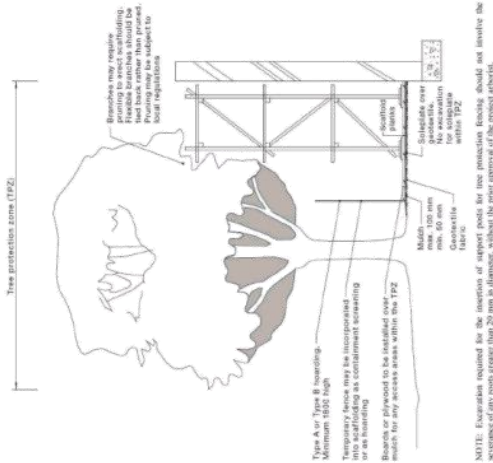 Tree protection zone (TPZ)
Branches may require
pruning to erect scaffolding.
Flexible branches should be
tied back rather than pruned.
Pruning may be subject to
local regulations
Type A or Type B hoarding,
Minimum 1800 high
Temporary fence may be incorporated
into scaffolding as containment screening
or as hoarding
Boards or plywood to be installed over
mulch for any access areas within the TPZ
Scaffold
planks
Mulch
max. 100 mm
min. 50 mm
Geotextile
fabric
Soleplate over
geotextile.
No excavation
for soleplate
within TPZ
NOTE: Excavation required for the insertion of support posts for tree protection fencing should not involve the
severance of any roots greater than 20 mm in diameter, without the prior approval of the project arborist.